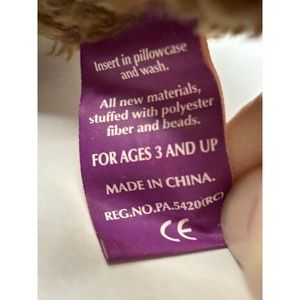 Insert in pillowcase
and wash.
All new materials,
stuffed with polyester
fiber and beads.
FOR AGES 3 AND UP
MADE IN CHINA.
REG.NO.PA.5420(RC)
CE